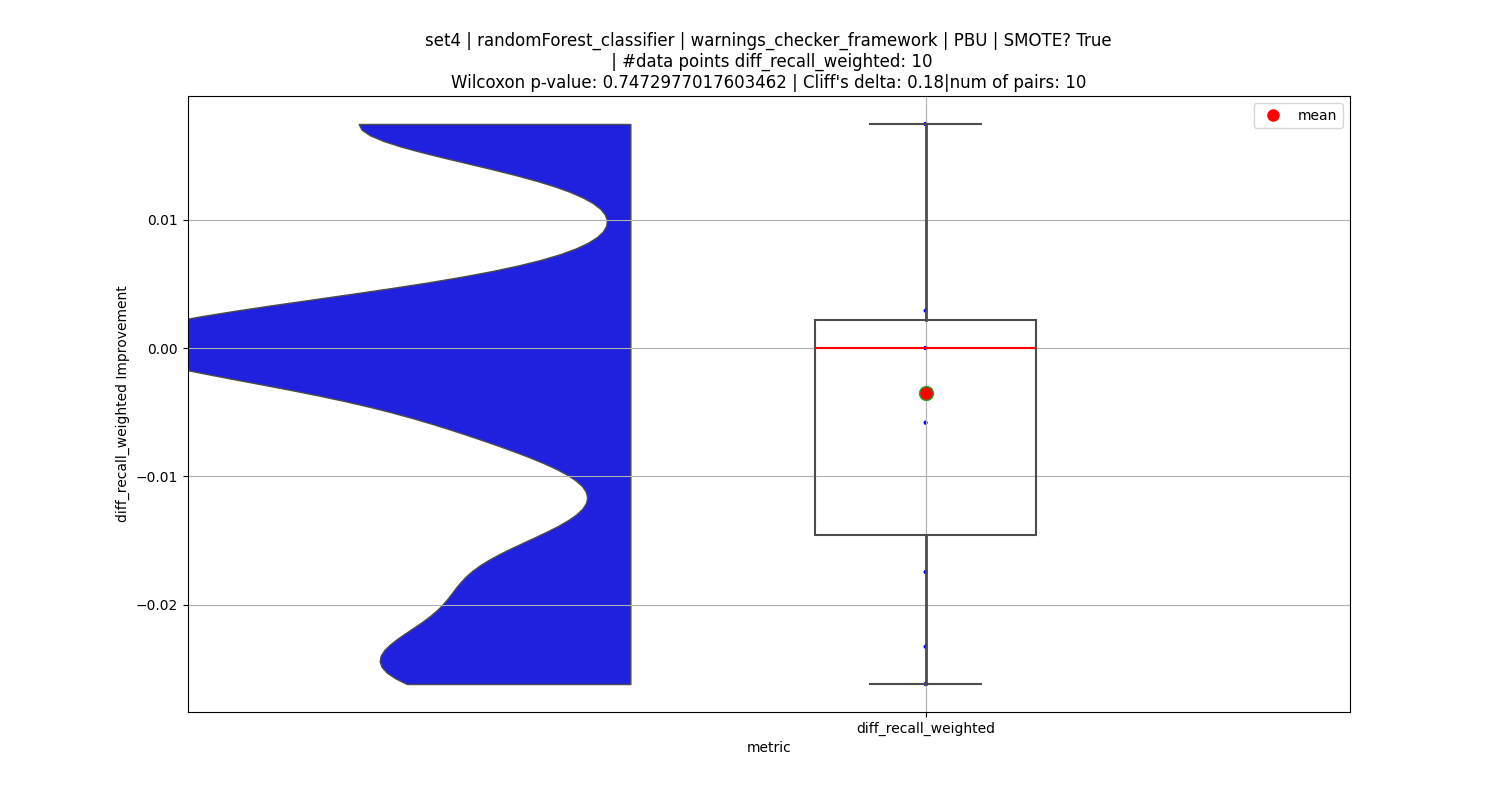 set4 | randomForest_classifier | warnings_checker_framework | PBU | SMOTE? True
| #data points diff_recall_weighted: 10
Wilcoxon p-value: 0.7472977017603462 | Cliff's delta: 0.18|num of pairs: 10
mean
0.01
0.00
−0.01
−0.02
diff_recall_weighted Improvement
diff_recall_weighted
metric